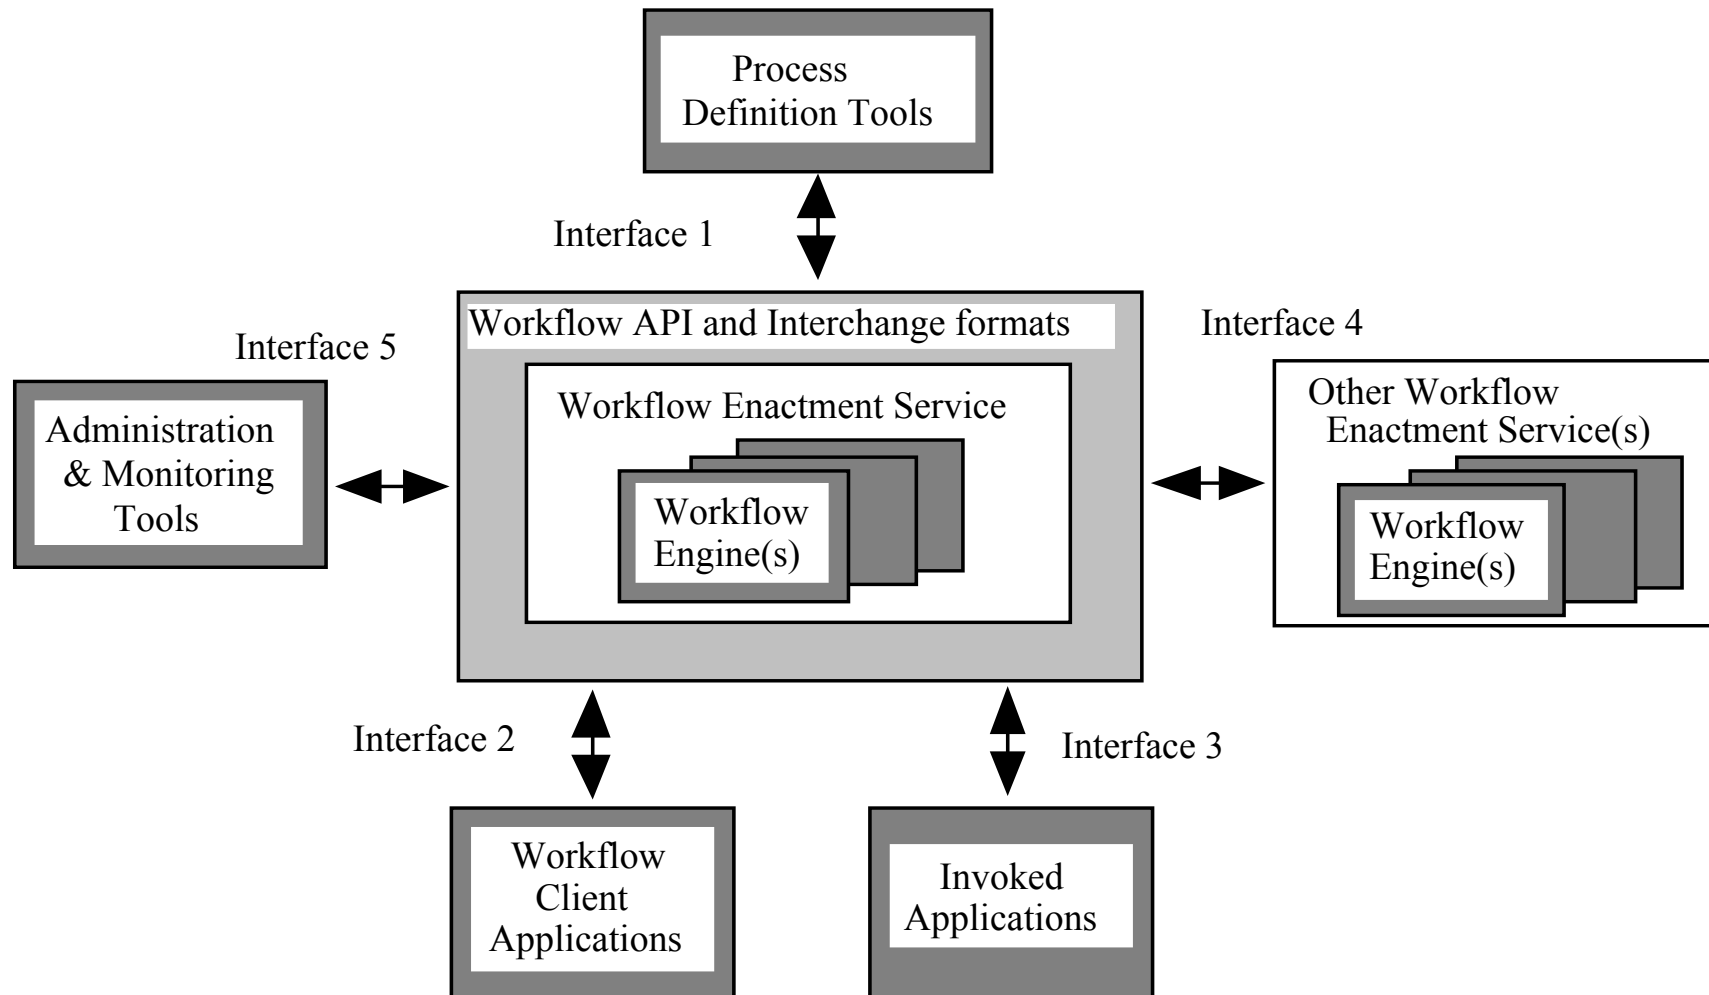 Process
Definition Tools
Interface 1
Workflow API and Interchange formats
Interface 4
Interface 5
Workflow Enactment Service
Other Workflow
Enactment Service(s)
Administration
& Monitoring
Tools
Workflow
Engine(s)
Workflow
Engine(s)
Interface 2
Interface 3
Workflow
Client
Applications
Invoked
Applications